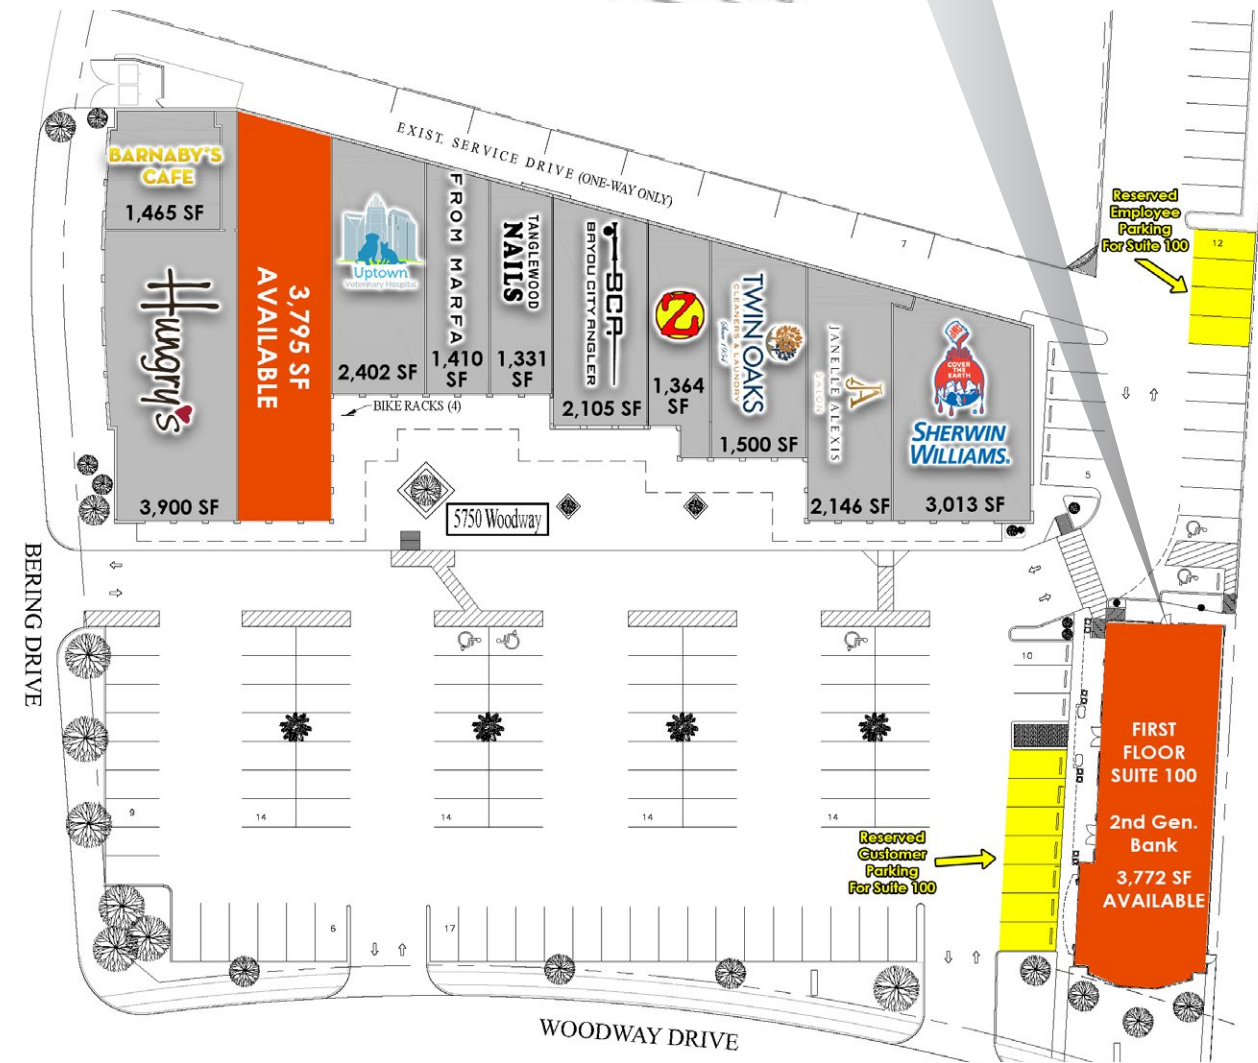 EXIST. SERVICE DRIVE (ONE-WAY ONLY)
7
Reserved
Employee
Parking
For Suite 100
12
BARNABY'S
CAFE
1,465 SF
Hungry's
3,900 SF
3,795 SF
AVAILABLE
Uptown
Veterinary Hospital
2,402 SF
FROM MARFA
1,410
SF
TANGLEWOOD
NAILS
1,331
SF
BCA
BAYOU CITY ANGLER
2,105 SF
Z
1,364
SF
TWIN OAKS
CLEANERS & LAUNDRY
Since 1954
1,500 SF
JA
JANELLE ALEXIS
SALON
2,146 SF
SWP
COVER
THE
EARTH
SHERWIN
WILLIAMS.
3,013 SF
BIKE RACKS (4)
5750 Woodway
5
BERING DRIVE
10
9
14
14
14
14
6
17
Reserved
Customer
Parking
For Suite 100
FIRST
FLOOR
SUITE 100
2nd Gen.
Bank
3,772 SF
AVAILABLE
WOODWAY DRIVE